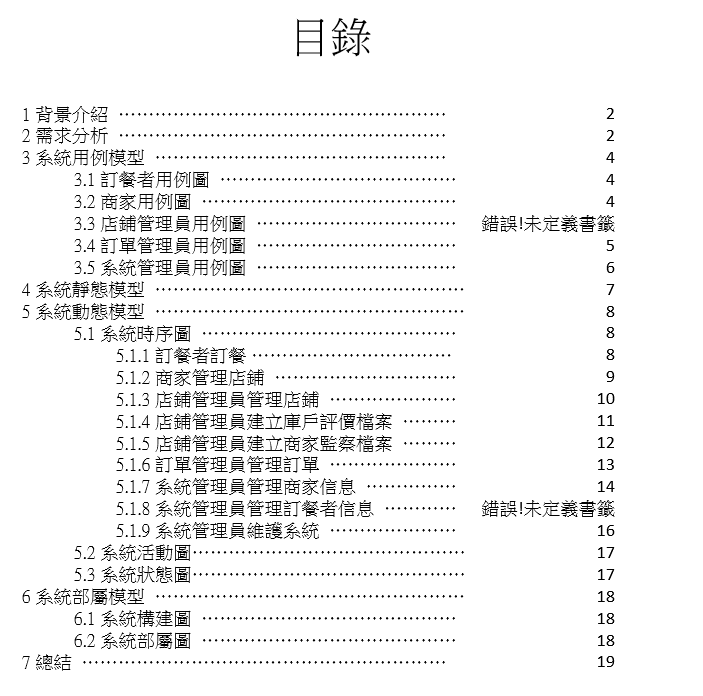 目錄
1 背景介紹 ……………………………………………… 2
2 需求分析 ……………………………………………… 2
3 系統用例模型 ………………………………………… 4
3.1 訂餐者用例圖 ………………………………… 4
3.2 商家用例圖 …………………………………… 4
3.3 店鋪管理員用例圖 …………………………… 錯誤!未定義書籤
3.4 訂單管理員用例圖 …………………………… 5
3.5 系統管理員用例圖 …………………………… 6
4 系統靜態模型 …………………………………………… 7
5 系統動態模型 …………………………………………… 8
5.1 系統時序圖 …………………………………… 8
5.1.1 訂餐者訂餐 …………………………… 8
5.1.2 商家管理店鋪 ………………………… 9
5.1.3 店鋪管理員管理店鋪 ………………… 10
5.1.4 店鋪管理員建立庫戶評價檔案 ……… 11
5.1.5 店鋪管理員建立商家監察檔案 ……… 12
5.1.6 訂單管理員管理訂單 ………………… 13
5.1.7 系統管理員管理商家信息 …………… 14
5.1.8 系統管理員管理訂餐者信息 ………… 錯誤!未定義書籤
5.1.9 系統管理員維護系統 ………………… 16
5.2 系統活動圖……………………………………… 17
5.3 系統狀態圖……………………………………… 17
6 系統部屬模型 …………………………………………… 18
6.1 系統構建圖 …………………………………… 18
6.2 系統部屬圖 …………………………………… 18
7 總結 …………………………………………………… 19